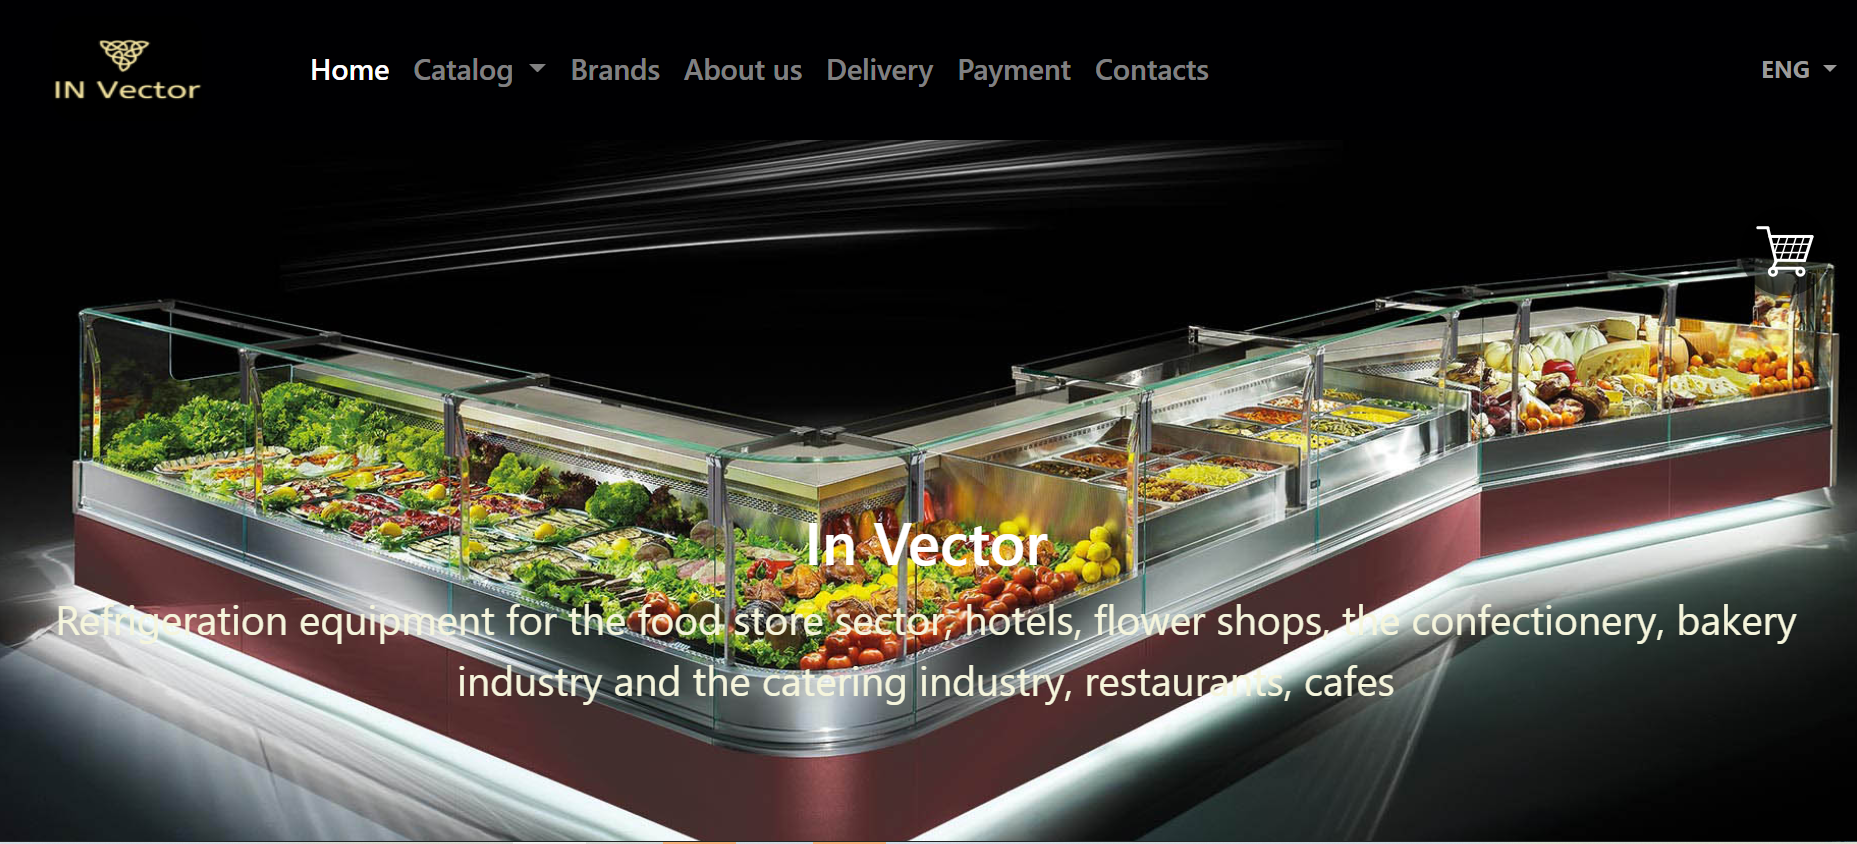 IN Vector
Home Catalog Brands About us Delivery Payment Contacts
ENG
In Vector
Refrigeration equipment for the food store sector, hotels, flower shops, the confectionery, bakery
industry and the catering industry, restaurants, cafes